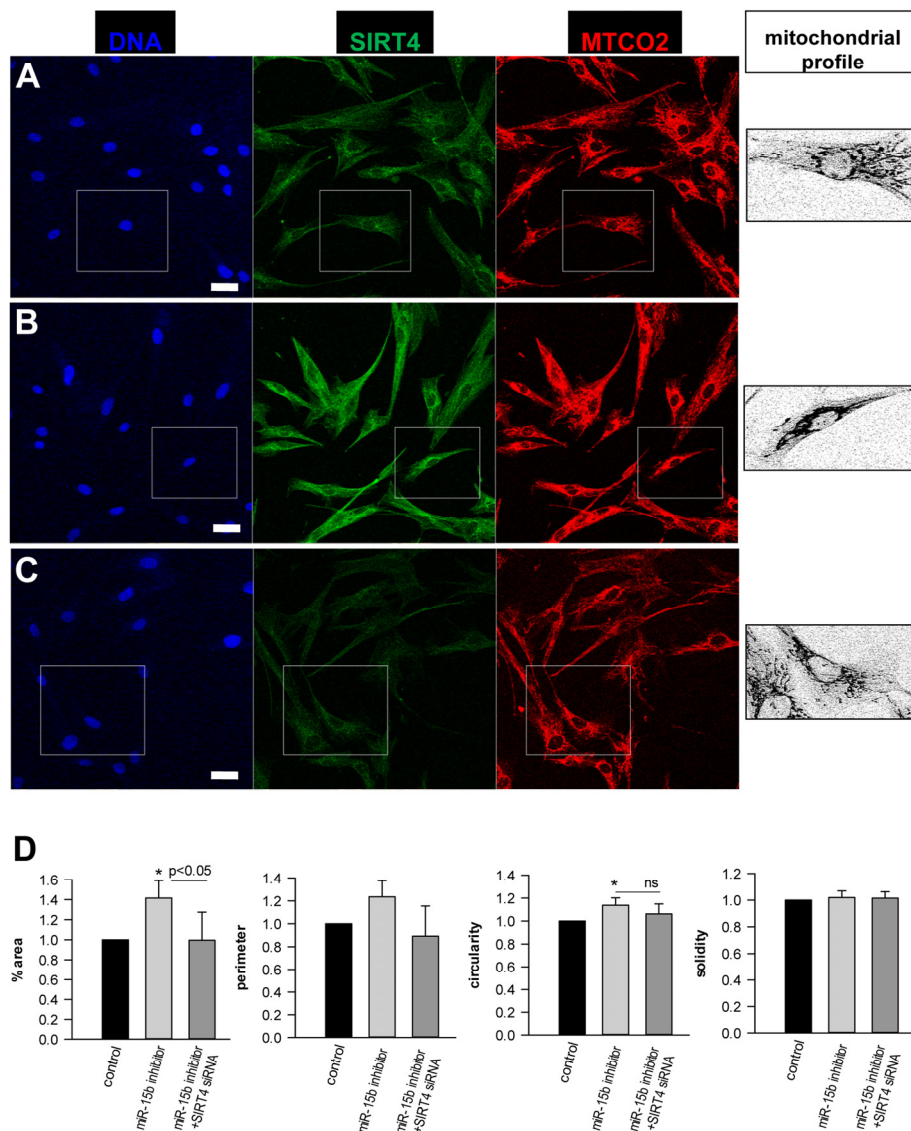 DNA
SIRT4
MTCO2
mitochondrial
profile
A
B
C
D
% area
1.6
1.4
1.2
1.0
0.8
0.6
0.4
0.2
0.0
* p<0.05
control
miR-15b inhibitor
miR-15b inhibitor
+SIRT4 siRNA
perimeter
1.4
1.2
1.0
0.8
0.6
0.4
0.2
0.0
control
miR-15b inhibitor
miR-15b inhibitor
+SIRT4 siRNA
circularity
1.4
1.2
1.0
0.8
0.6
0.4
0.2
0.0
* ns
control
miR-15b inhibitor
miR-15b inhibitor
+SIRT4 siRNA
solidity
1.2
1.0
0.8
0.6
0.4
0.2
0.0
control
miR-15b inhibitor
miR-15b inhibitor
+SIRT4 siRNA